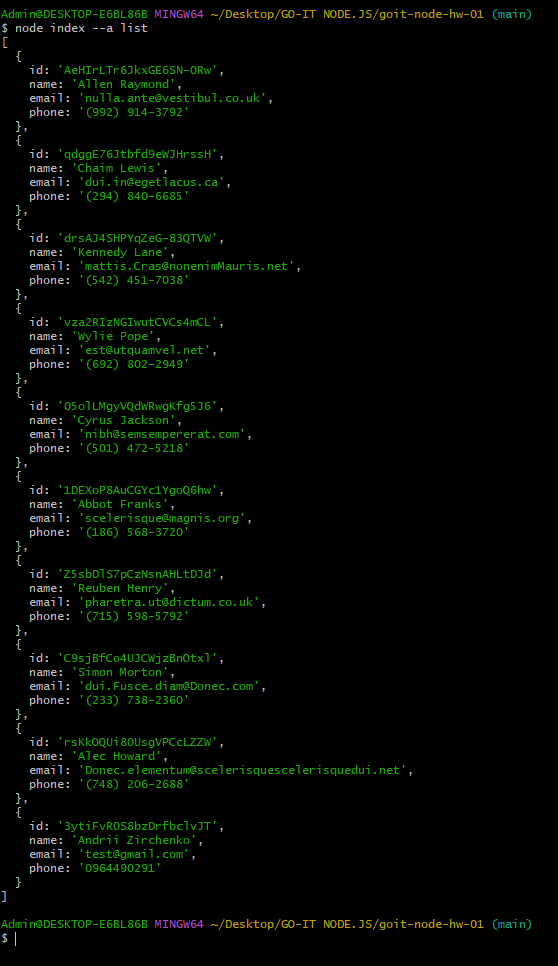 Admin@DESKTOP-E6BL86B MINGW64 ~/Desktop/GO-IT NODE.JS/goit-node-hw-01 (main)
$ node index --a list
[
  {
    id: 'AeHIrLTr6JkxGE6SN-0Rw',
    name: 'Allen Raymond',
    email: 'nulla.ante@vestibul.co.uk',
    phone: '(992) 914-3792'
  },
  {
    id: 'qdggE76Jtbfd9eWJHrssH',
    name: 'Chaim Lewis',
    email: 'dui.in@egetlacus.ca',
    phone: '(294) 840-6685'
  },
  {
    id: 'drsAJ4SHPYqZeG-83QTVW',
    name: 'Kennedy Lane',
    email: 'mattis.Cras@nonenimMauris.net',
    phone: '(542) 451-7038'
  },
  {
    id: 'vza2RIzNGIwutCVCs4mCL',
    name: 'Wylie Pope',
    email: 'est@utquamvel.net',
    phone: '(692) 802-2949'
  },
  {
    id: '05olLMgyVQdWRwgKfg5J6',
    name: 'Cyrus Jackson',
    email: 'nibh@semsempererat.com',
    phone: '(501) 472-5218'
  },
  {
    id: '1DEXoP8AuCGYc1YgoQ6hw',
    name: 'Abbot Franks',
    email: 'scelerisque@magnis.org',
    phone: '(186) 568-3720'
  },
  {
    id: 'Z5sbDlS7pCzNsnAHLtDJd',
    name: 'Reuben Henry',
    email: 'pharetra.ut@dictum.co.uk',
    phone: '(715) 598-5792'
  },
  {
    id: 'C9sjBfCo4UJCWjzBnOtxl',
    name: 'Simon Morton',
    email: 'dui.Fusce.diam@Donec.com',
    phone: '(233) 738-2360'
  },
  {
    id: 'rsKkOQUi80UsgVPCcLZZW',
    name: 'Alec Howard',
    email: 'Donec.elementum@scelerisquescelerisquedui.net',
    phone: '(748) 206-2688'
  },
  {
    id: '3ytiFvR0S8bzDrfbclvJT',
    name: 'Andrii Zirchenko',
    email: 'test@gmail.com',
    phone: '0964490291'
  }
]
Admin@DESKTOP-E6BL86B MINGW64 ~/Desktop/GO-IT NODE.JS/goit-node-hw-01 (main)
$